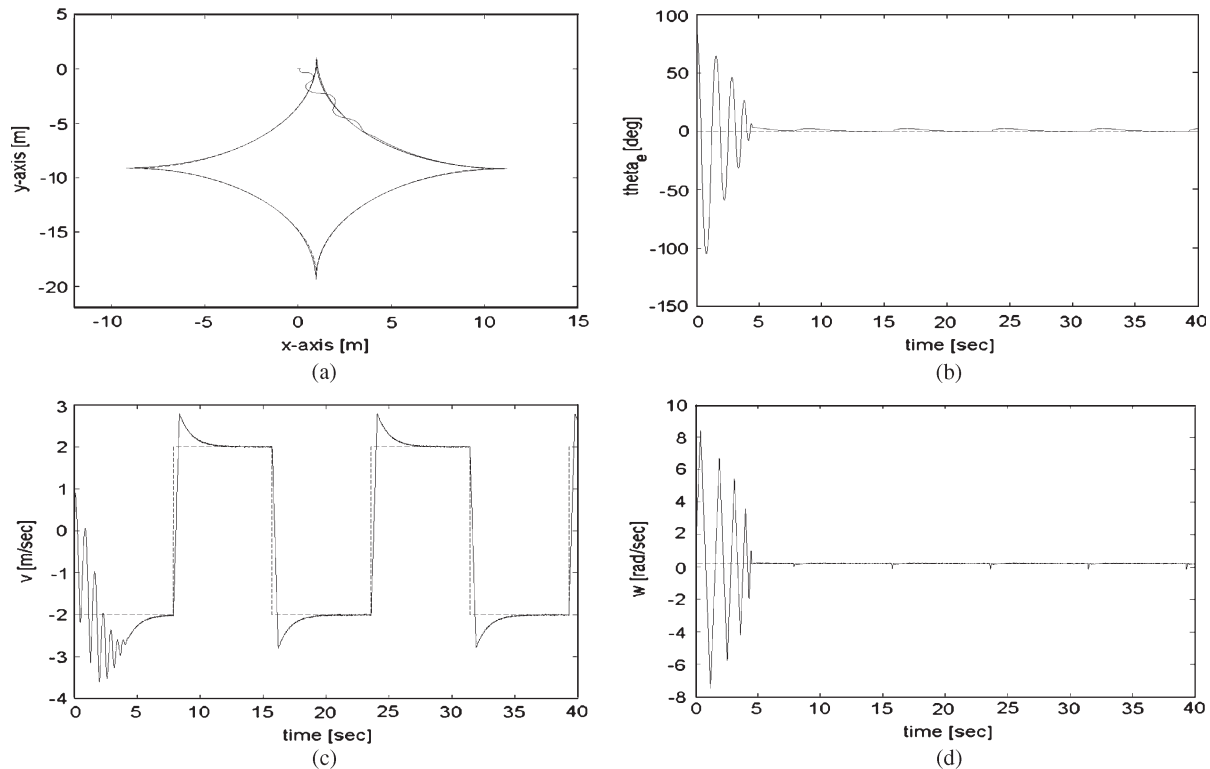 5
0
-5
-10
-15
-20
y-axis [m]
-10 -5 0 5 10 15
x-axis [m]
(a)
100
50
0
-50
-100
-150
theta_e [deg]
0 5 10 15 20 25 30 35 40
time [sec]
(b)
3
2
1
0
-1
-2
-3
-4
v [m/sec]
0 5 10 15 20 25 30 35 40
time [sec]
(c)
10
8
6
4
2
0
-2
-4
-6
-8
w [rad/sec]
0 5 10 15 20 25 30 35 40
time [sec]
(d)